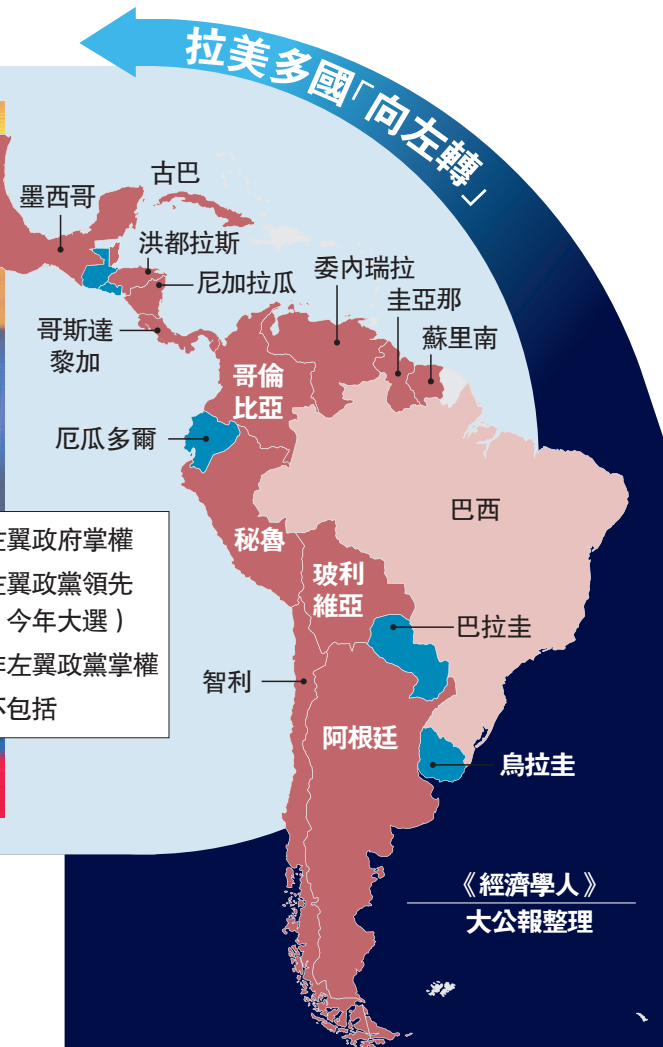 拉美多國「向左轉」
古巴
墨西哥
洪都拉斯
尼加拉瓜
委內瑞拉
圭亞那
蘇里南
哥斯達
黎加
哥倫
比亞
厄瓜多爾
巴西
秘魯
玻利
維亞
左翼政府掌權
左翼政黨領先
今年大選）
非左翼政黨掌權
不包括
巴拉圭
智利
阿根廷
烏拉圭
《經濟學人》
大公報整理